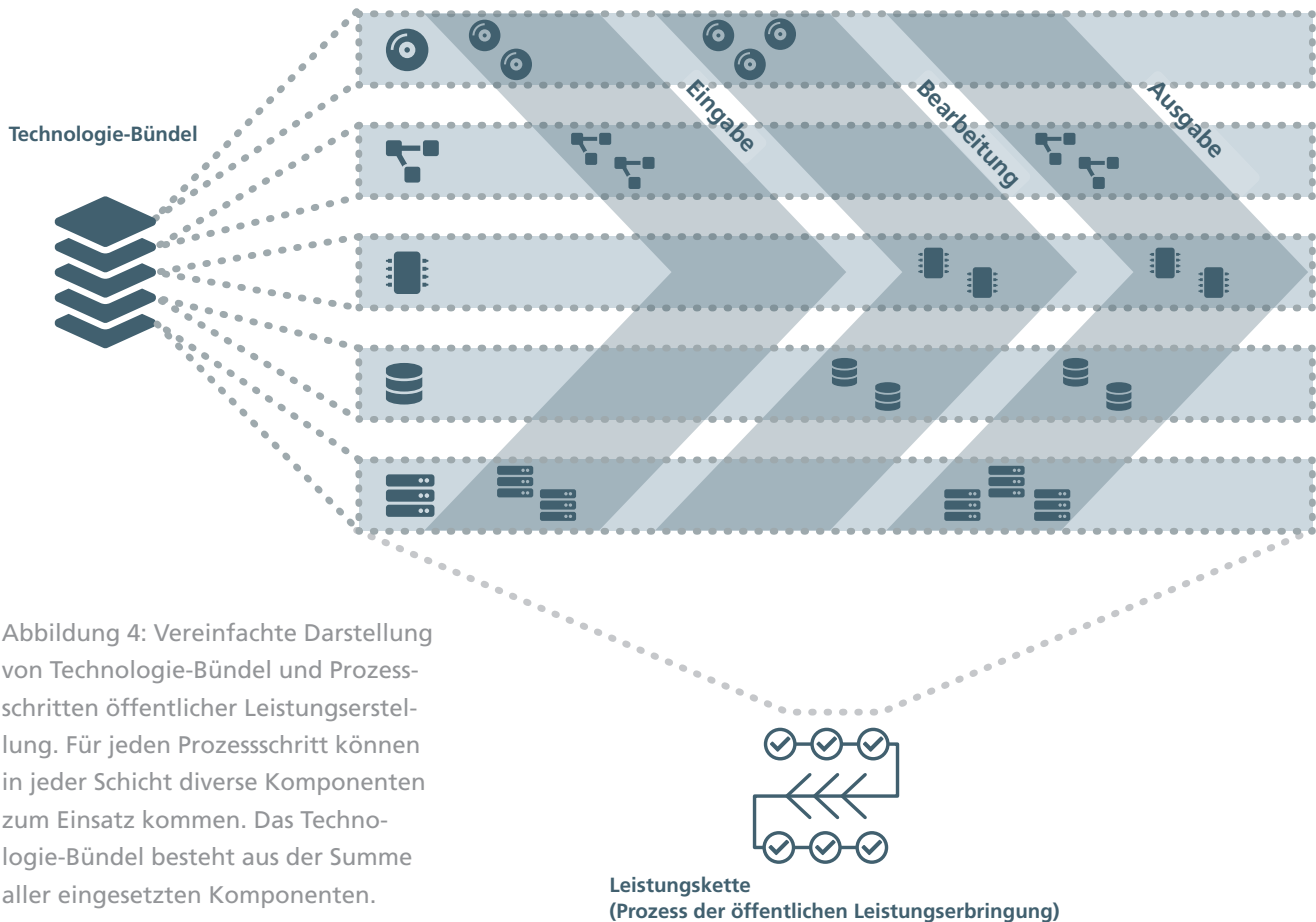 Technologie-Bündel
Eingabe
Bearbeitung
Ausgabe
Abbildung 4: Vereinfachte Darstellung
von Technologie-Bündel und Prozess-
schritten öffentlicher Leistungserstel-
lung. Für jeden Prozessschritt können
in jeder Schicht diverse Komponenten
zum Einsatz kommen. Das Techno-
logie-Bündel besteht aus der Summe
aller eingesetzten Komponenten.
Leistungskette
(Prozess der öffentlichen Leistungserbringung)